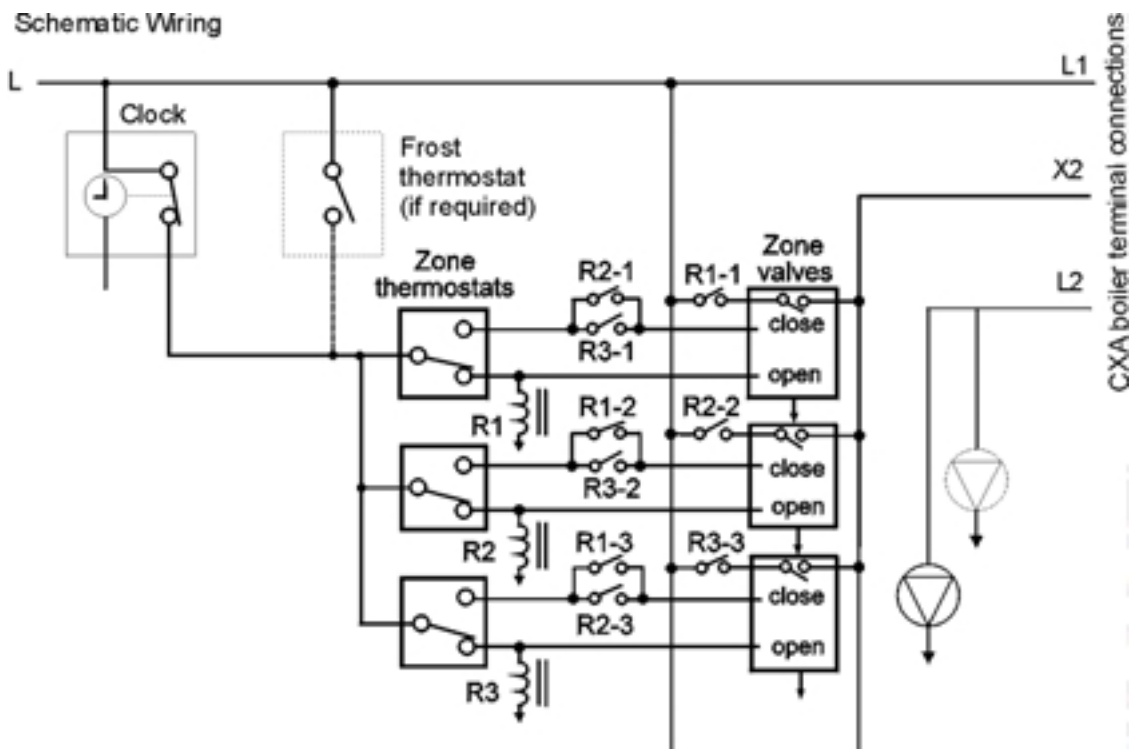 Schematic Wiring
L
L1
Clock
Frost
thermostat
(if required)
X2
Zone
thermostats
R2-1
R3-1
R1-1
Zone
valves
close
open
L2
R1
R1-2
R3-2
R2-2
close
open
R2
R1-3
R2-3
R3-3
close
open
R3
CXA boiler terminal connections